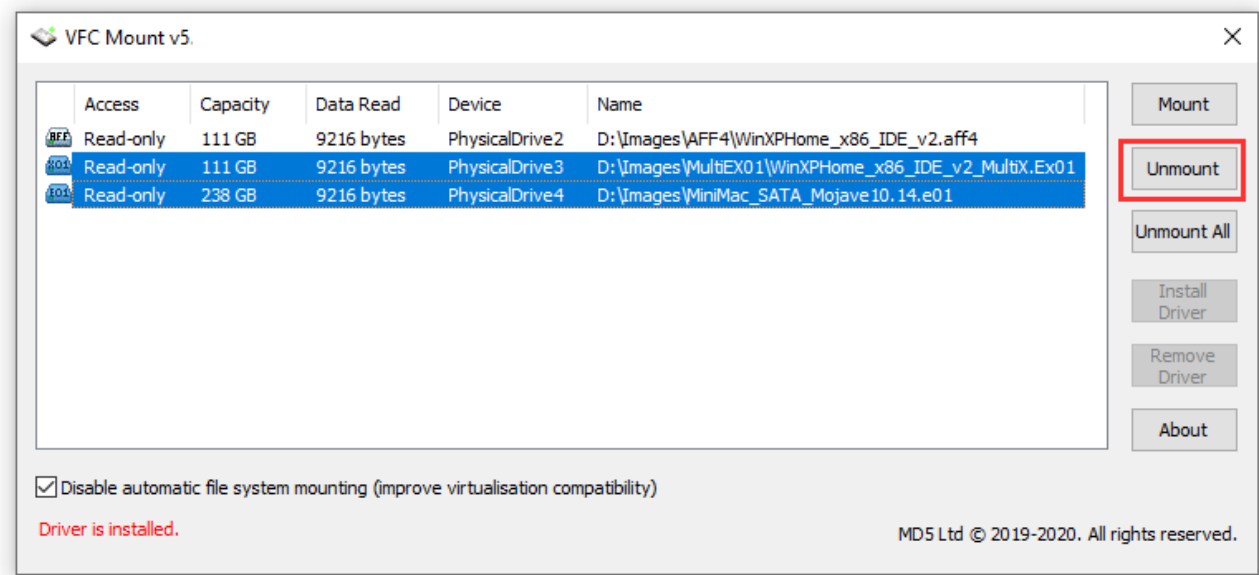 VFC Mount v5.
Access Capacity Data Read Device Name
Read-only 111 GB 9216 bytes PhysicalDrive2 D:\Images\AFF4\WinXPHome_x86_IDE_v2.aff4
Read-only 111 GB 9216 bytes PhysicalDrive3 D:\Images\MultiEX01\WinXPHome_x86_IDE_v2_MultiX.Ex01
Read-only 238 GB 9216 bytes PhysicalDrive4 D:\Images\MiniMac_SATA_Mojave10.14.e01
Mount
Unmount
Unmount All
Install
Driver
Remove
Driver
About
Disable automatic file system mounting (improve virtualisation compatibility)
Driver is installed.
MD5 Ltd © 2019-2020. All rights reserved.